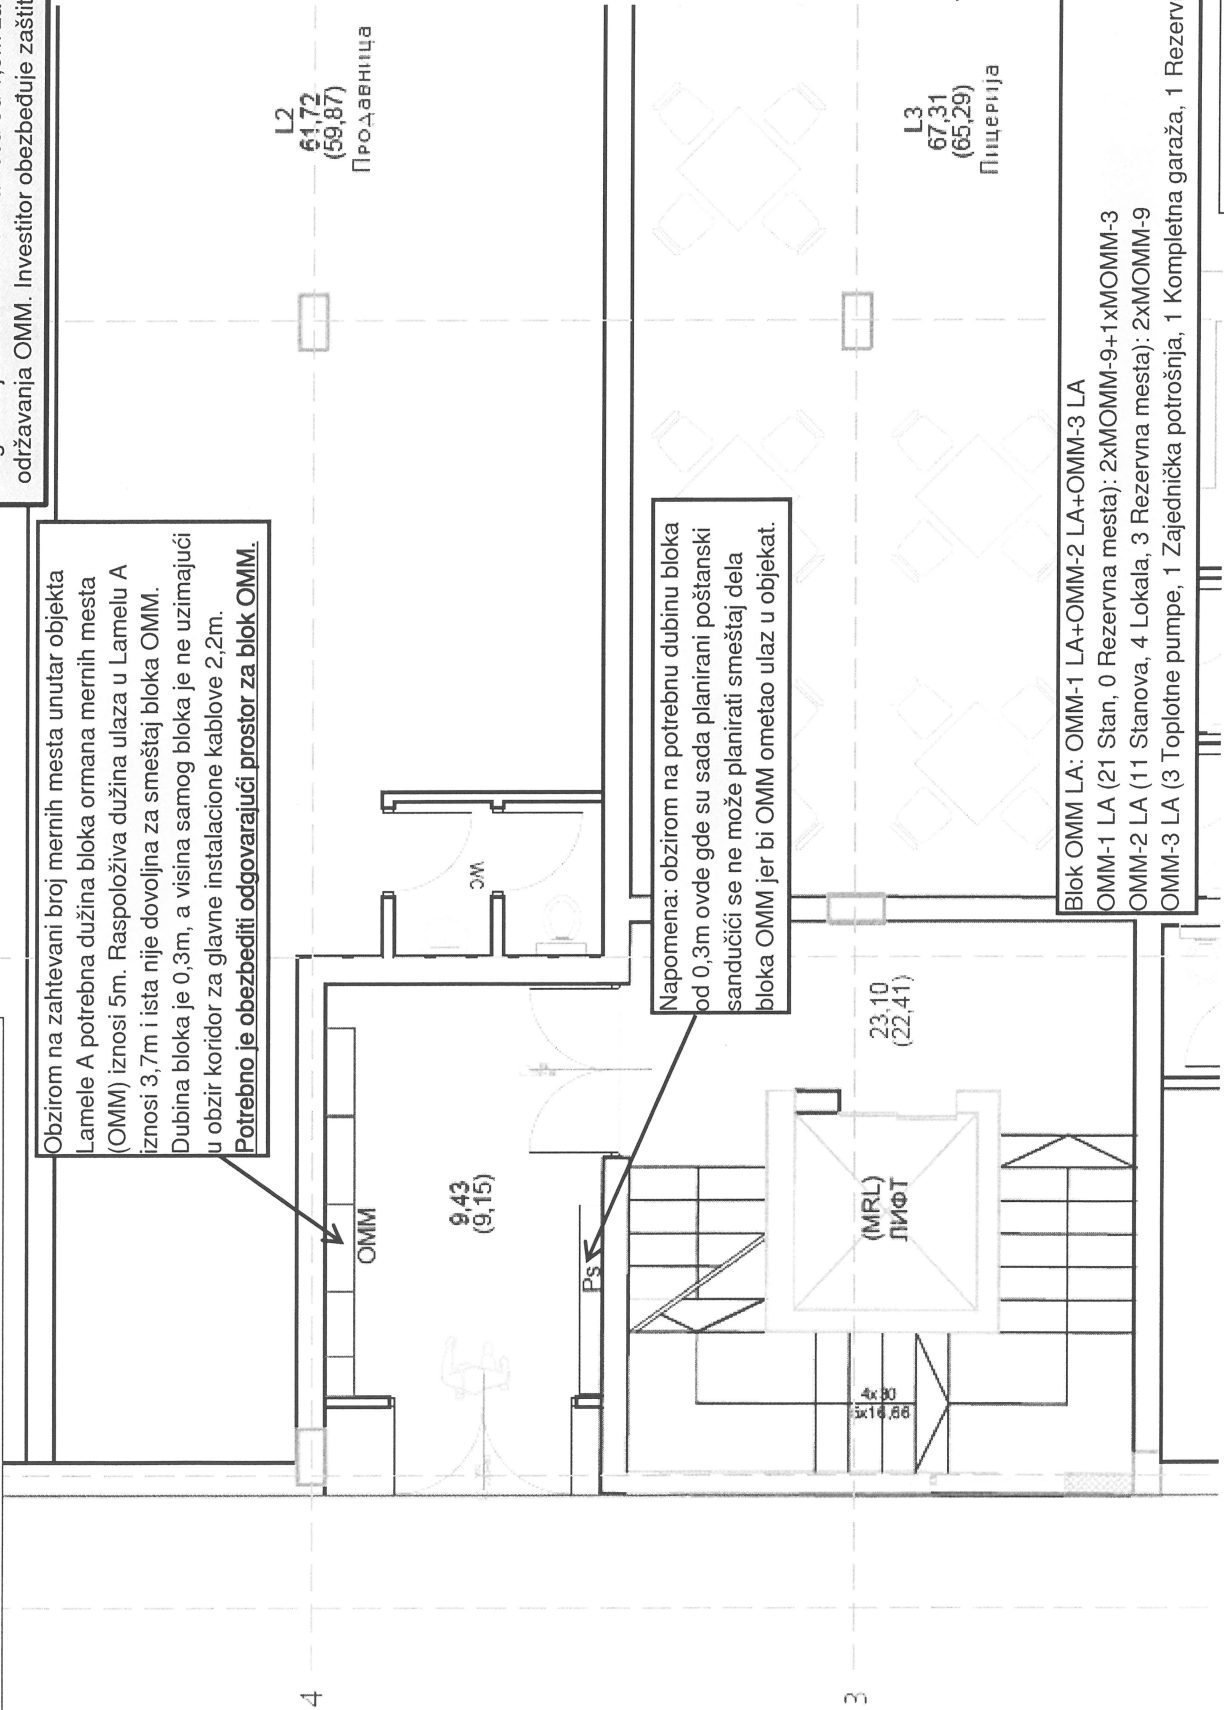 održavanja OMM. Investitor obezbeđuje zaštit
Obzirom na zahtevani broj mernih mesta unutar objekta
Lamele A potrebna dužina bloka ormana mernih mesta
(OMM) iznosi 5m. Raspoloživa dužina ulaza u Lamelu A
iznosi 3,7m i ista nije dovoljna za smeštaj bloka OMM.
Dubina bloka je 0,3m, a visina samog bloka je ne uzimajući
u obzir koridor za glavne instalacione kablove 2,2m.
Potrebno je obezbediti odgovarajući prostor za blok OMM.
L2
61,72
(59,87)
Продавница
OMM
9,43
(9,15)
WC
Ps
Napomena: obzirom na potrebnu dubinu bloka
od 0,3m ovde gde su sada planirani poštanski
sandučići se ne može planirati smeštaj dela
bloka OMM jer bi OMM ometao ulaz u objekat.
L3
67,31
(65,29)
Пицерија
23,10
(22,41)
(MRL)
ЛИФТ
4x30
5x16,66
Blok OMM LA: OMM-1 LA+OMM-2 LA+OMM-3 LA
OMM-1 LA (21 Stan, 0 Rezervna mesta): 2xMOMM-9+1xMOMM-3
OMM-2 LA (11 Stanova, 4 Lokala, 3 Rezervna mesta): 2xMOMM-9
OMM-3 LA (3 Toplotne pumpe, 1 Zajednička potrošnja, 1 Kompletna garaža, 1 Rezerv
4
3